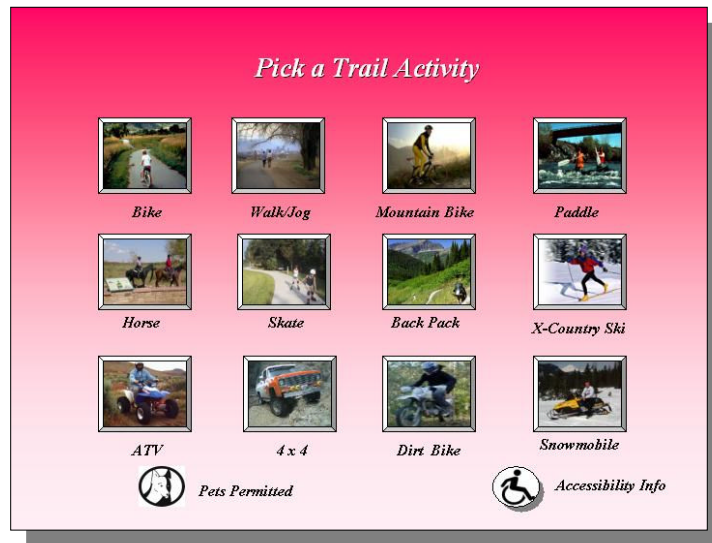 Pick a Trail Activity
Bike
Walk/Jog
Mountain Bike
Paddle
Horse
Skate
Back Pack
X-Country Ski
ATV
4 x 4
Dirt Bike
Snowmobile
Pets Permitted
Accessibility Info